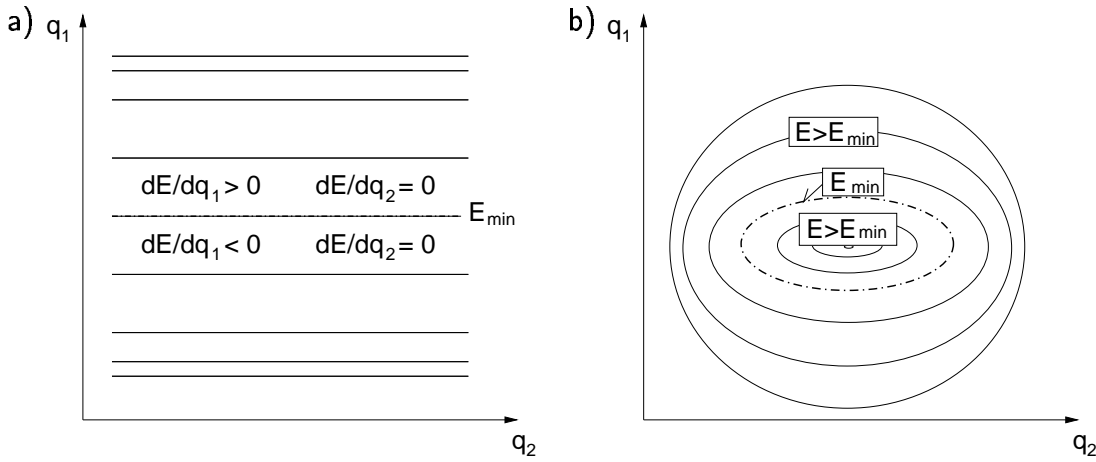 a)
q1
dE/dq1 > 0
dE/dq2 = 0
Emin
dE/dq1 < 0
dE/dq2 = 0
q2
b)
q1
E>Emin
Emin
E>Emin
q2